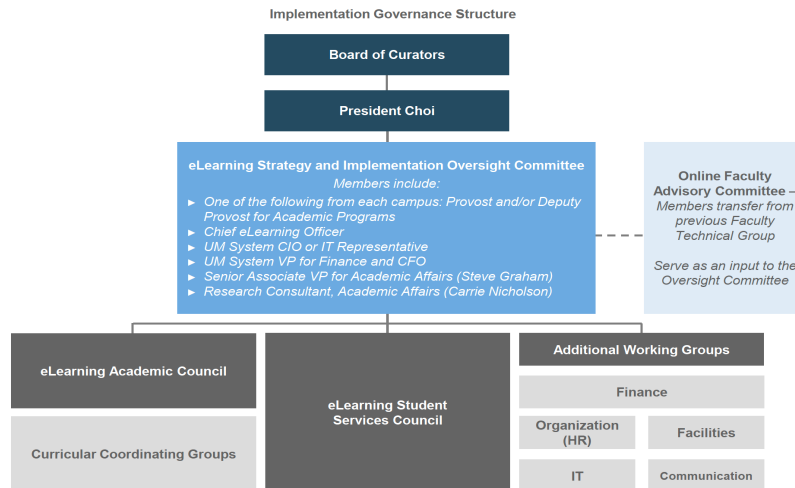 Implementation Governance Structure
Board of Curators
President Choi
eLearning Strategy and Implementation Oversight Committee
Members include:
► One of the following from each campus: Provost and/or Deputy
Provost for Academic Programs
► Chief eLearning Officer
► UM System CIO or IT Representative
► UM System VP for Finance and CFO
► Senior Associate VP for Academic Affairs (Steve Graham)
► Research Consultant, Academic Affairs (Carrie Nicholson)
Online Faculty
Advisory Committee –
Members transfer from
previous Faculty
Technical Group
Serve as an input to the
Oversight Committee
eLearning Academic Council
Curricular Coordinating Groups
eLearning Student
Services Council
Additional Working Groups
Finance
Organization
(HR)
Facilities
IT
Communication